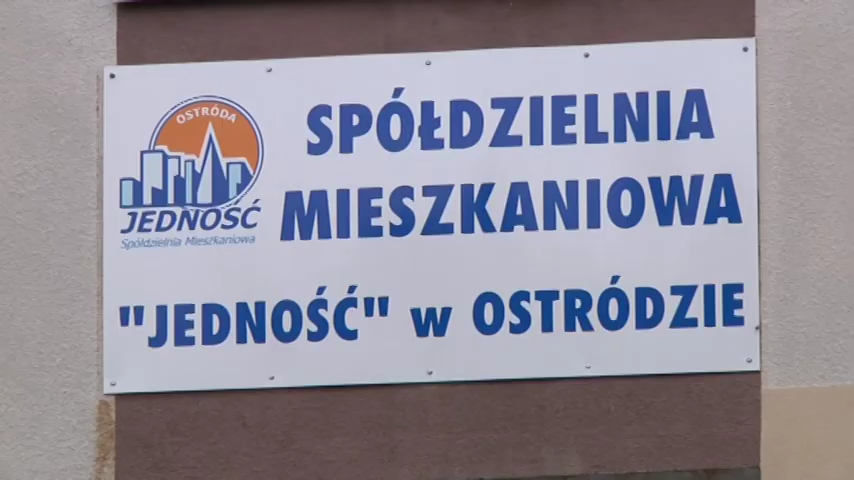 OSTRÓDA
JEDNOŚĆ
Spółdzielnia Mieszkaniowa
SPÓŁDZIELNIA
MIESZKANIOWA
"JEDNOŚĆ" w OSTRÓDZIE